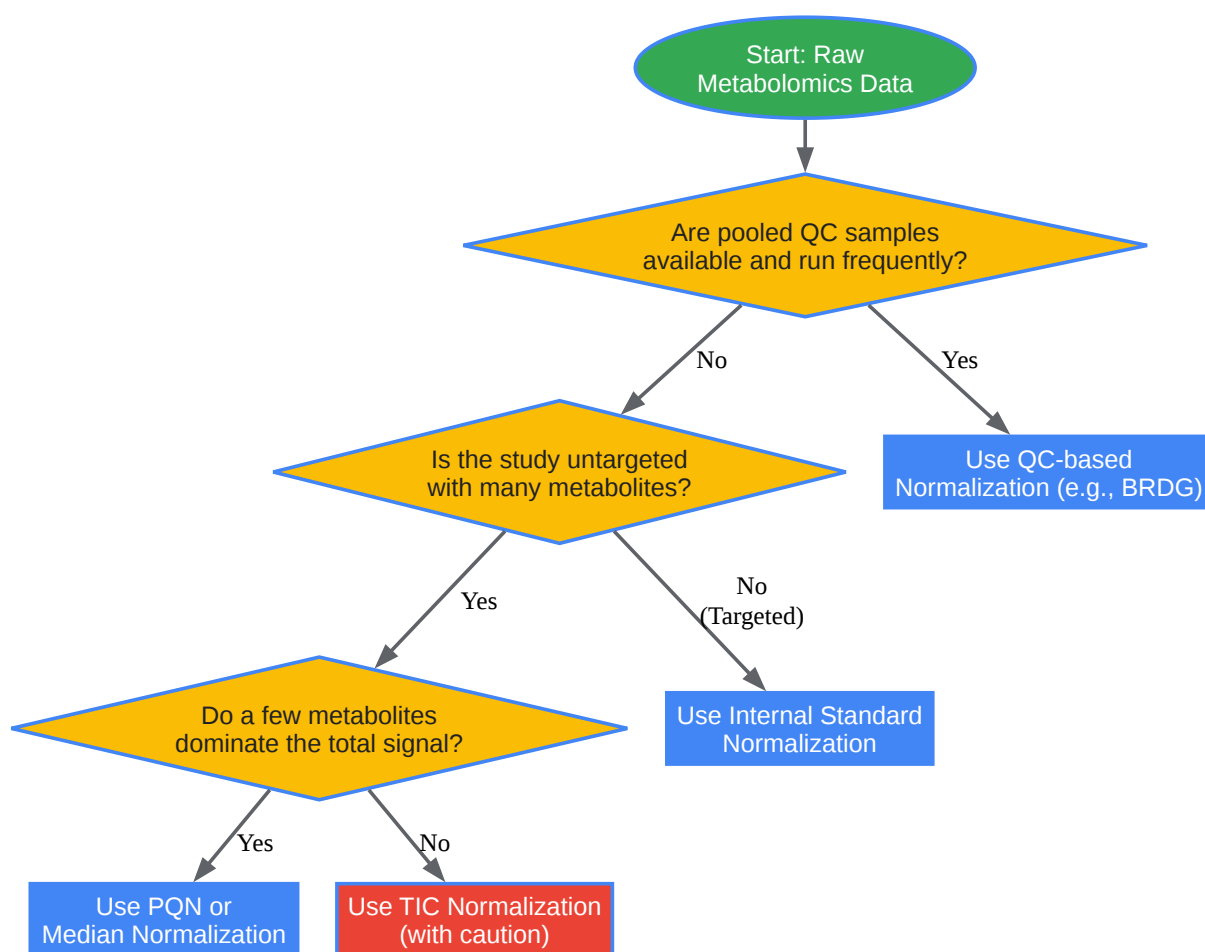 Start: Raw
Metabolomics Data
Are pooled QC samples
available and run frequently?
No
Yes
Is the study untargeted
with many metabolites?
Use QC-based
Normalization (e.g., BRDG)
Yes
No
(Targeted)
Do a few metabolites
dominate the total signal?
Use Internal Standard
Normalization
Yes
No
Use PQN or
Median Normalization
Use TIC Normalization
(with caution)